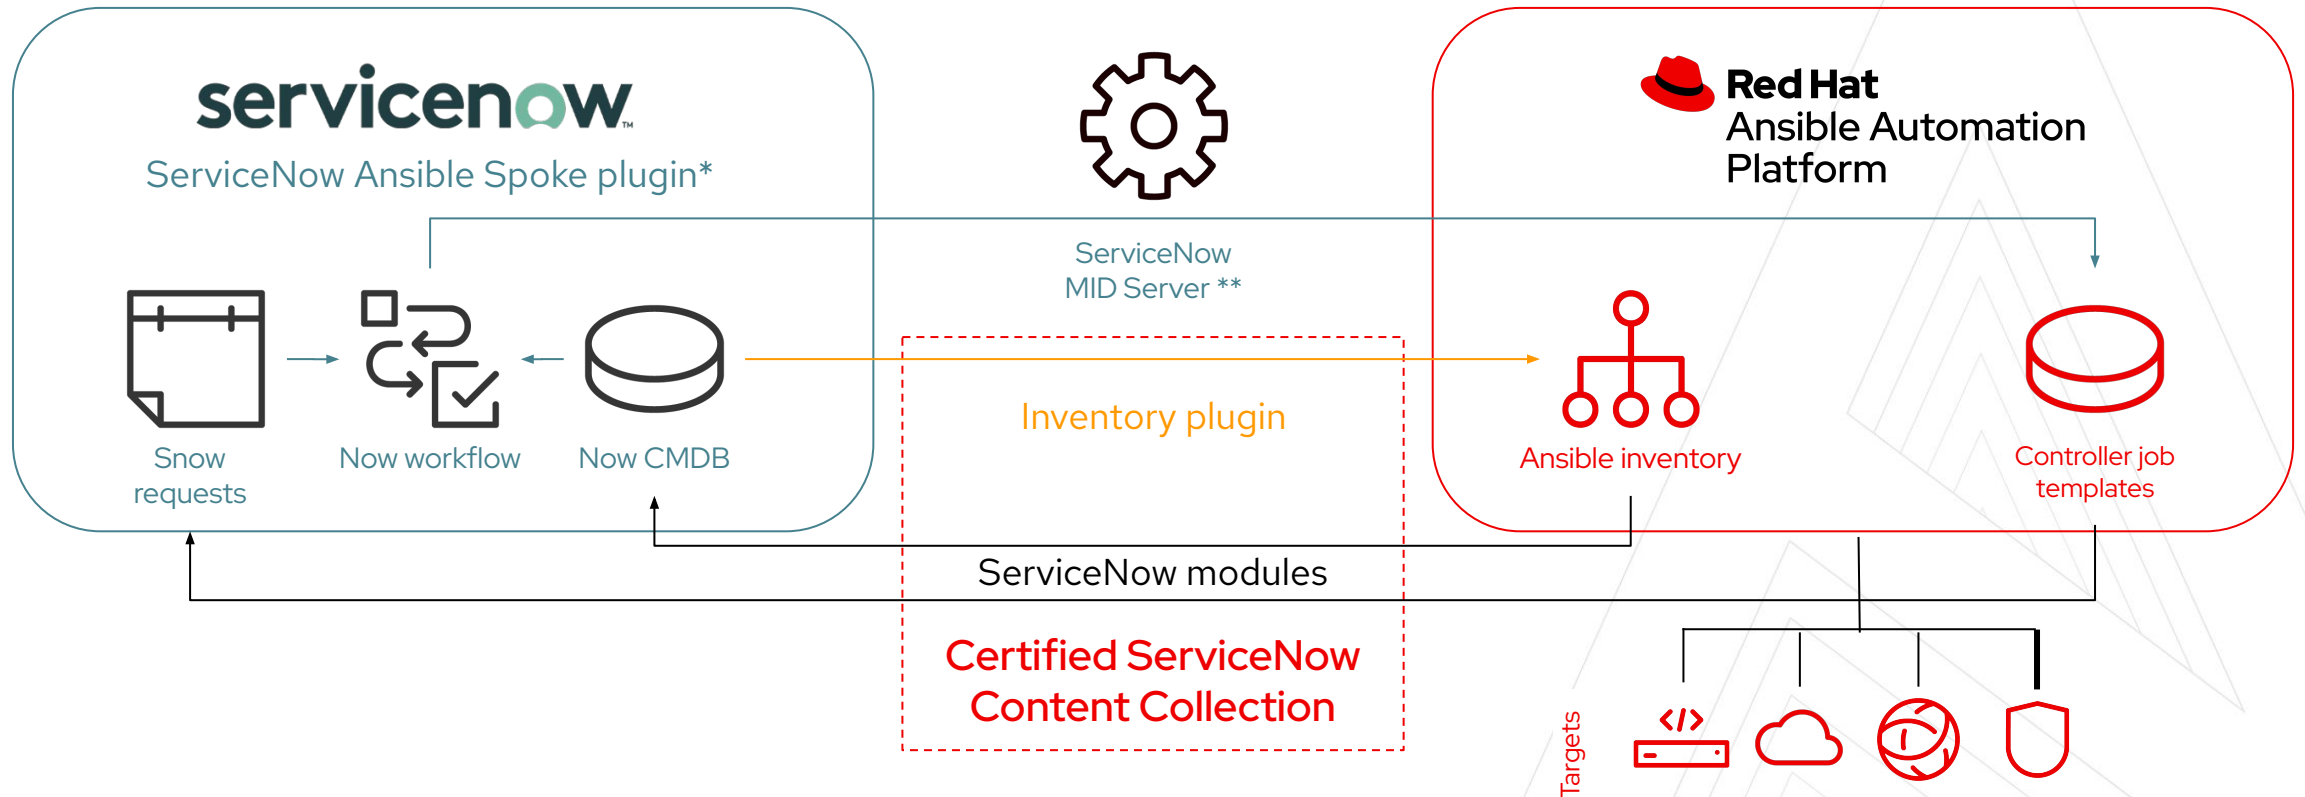 servicenow™
ServiceNow Ansible Spoke plugin*
Red Hat
Ansible Automation
Platform
ServiceNow
MID Server **
Snow
requests
Now workflow
Now CMDB
Inventory plugin
Ansible inventory
Controller job
templates
ServiceNow modules
Certified ServiceNow
Content Collection
Targets